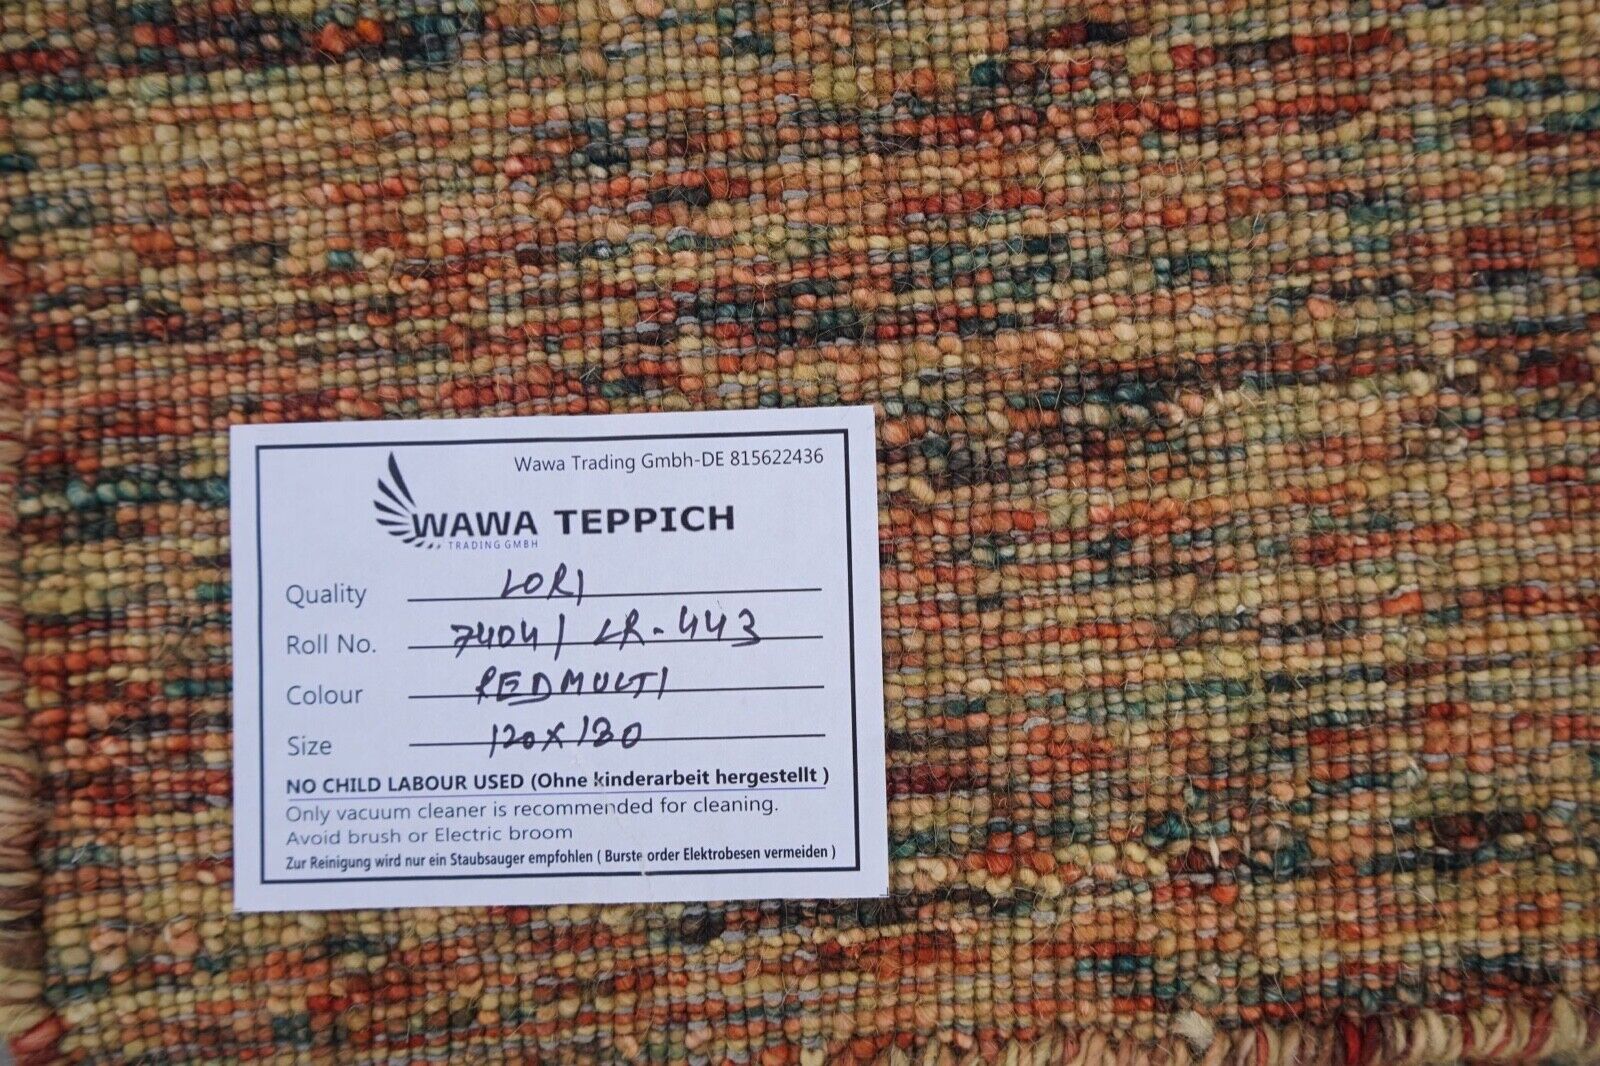 Wawa Trading Gmbh-DE 815622436
WAWA TEPPICH
TRADING GMBH
Quality LORI
Roll No. 7404/ LR-443
Colour REDMULTI
Size 120x180
NO CHILD LABOUR USED (Ohne kinderarbeit hergestellt )
Only vacuum cleaner is recommended for cleaning.
Avoid brush or Electric broom
Zur Reinigung wird nur ein Staubsauger empfohlen ( Burste order Elektrobesen vermeiden )